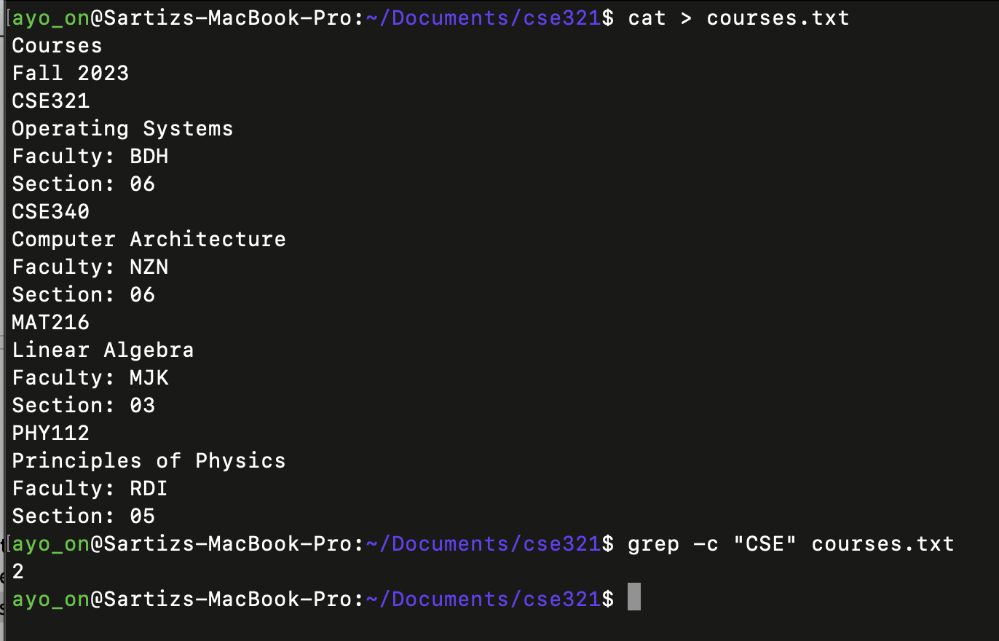 [ayo_on@Sartizs-MacBook-Pro:~/Documents/cse321$ cat > courses.txt
Courses
Fall 2023
CSE321
Operating Systems
Faculty: BDH
Section: 06
CSE340
Computer Architecture
Faculty: NZN
Section: 06
MAT216
Linear Algebra
Faculty: MJK
Section: 03
PHY112
Principles of Physics
Faculty: RDI
Section: 05
[ayo_on@Sartizs-MacBook-Pro:~/Documents/cse321$ grep -c "CSE" courses.txt
2
ayo_on@Sartizs-MacBook-Pro:~/Documents/cse321$